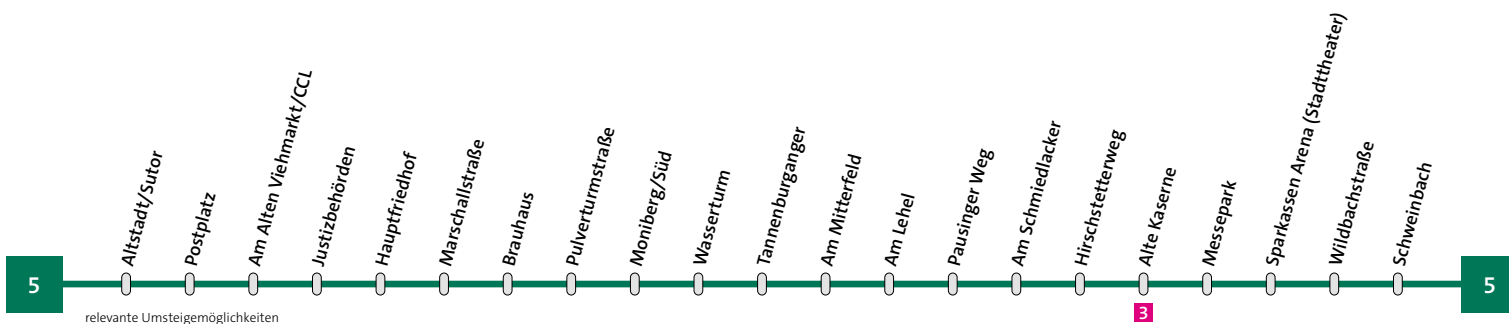 5
Altstadt/Sutor
Postplatz
Am Alten Viehmarkt/CCL
Justizbehörden
Hauptfriedhof
Marschallstraße
Brauhaus
Pulverturmstraße
Moniberg/Süd
Wasserturm
Tannenburganger
Am Mitterfeld
Am Lehel
Pausinger Weg
Am Schmiedlacker
Hirschstetterweg
Alte Kaserne
Messepark
Sparkassen Arena (Stadttheater)
Wildbachstraße
Schweinbach
5
relevante Umsteigemöglichkeiten
3